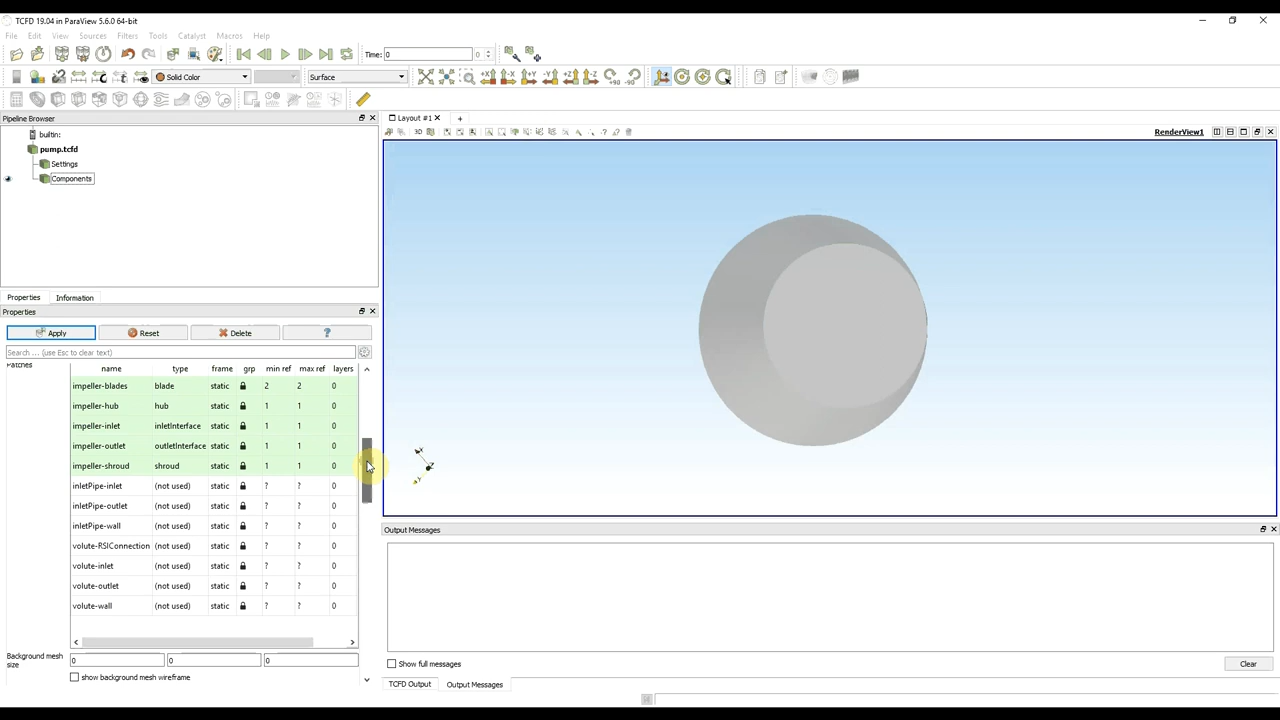 TCFD 19.04 in ParaView 5.6.0 64-bit
File Edit View Sources Filters Tools Catalyst Macros Help
Time: 0 0
Solid Color Surface
+X -X +Y -Y +Z -Z +90 -90
Pipeline Browser
Layout #1 +
builtin:
3D RenderView1
pump.tcfd
Settings
Components
Properties Information
Properties
Apply Reset Delete ?
Search ... (use Esc to clear text)
Patches
name type frame grp min ref max ref layers
impeller-blades blade static 2 2 0
impeller-hub hub static 1 1 0
impeller-inlet inletInterface static 1 1 0
impeller-outlet outletInterface static 1 1 0
impeller-shroud shroud static 1 1 0
inletPipe-inlet (not used) static ? ? 0
inletPipe-outlet (not used) static ? ? 0
inletPipe-wall (not used) static ? ? 0
volute-RSIConnection (not used) static ? ? 0
volute-inlet (not used) static ? ? 0
volute-outlet (not used) static ? ? 0
volute-wall (not used) static ? ? 0
Background mesh size 0 0 0
show background mesh wireframe
X
Z
Y
Output Messages
Show full messages Clear
TCFD Output Output Messages